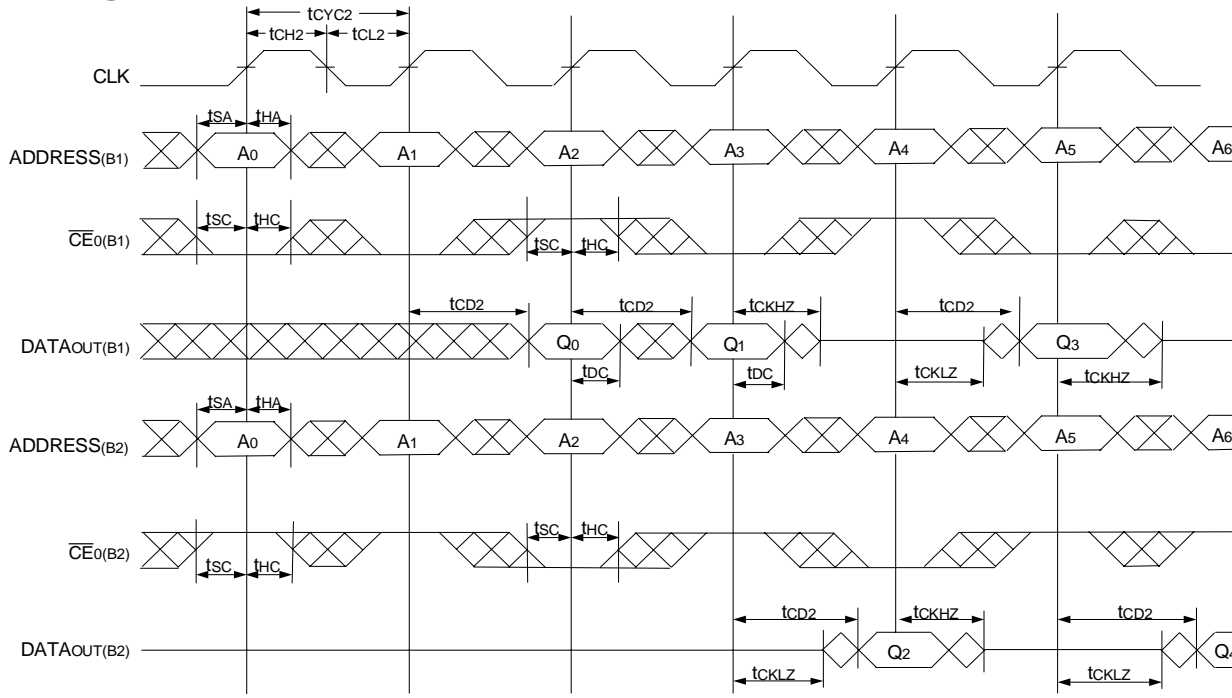 tCYC2
tCH2 tCL2
CLK
tSA tHA
ADDRESS(B1) A0 A1 A2 A3 A4 A5 A6
tSC tHC
CE0(B1)
tSC tHC
tCD2 tCD2 tCKHZ tCD2
DATAOUT(B1) Q0 Q1 Q3
tDC tDC tCKLZ tCKHZ
tSA tHA
ADDRESS(B2) A0 A1 A2 A3 A4 A5 A6
tSC tHC
CE0(B2)
tSC tHC
tCD2 tCKHZ tCD2
DATAOUT(B2) Q2 Q4
tCKLZ tCKLZ